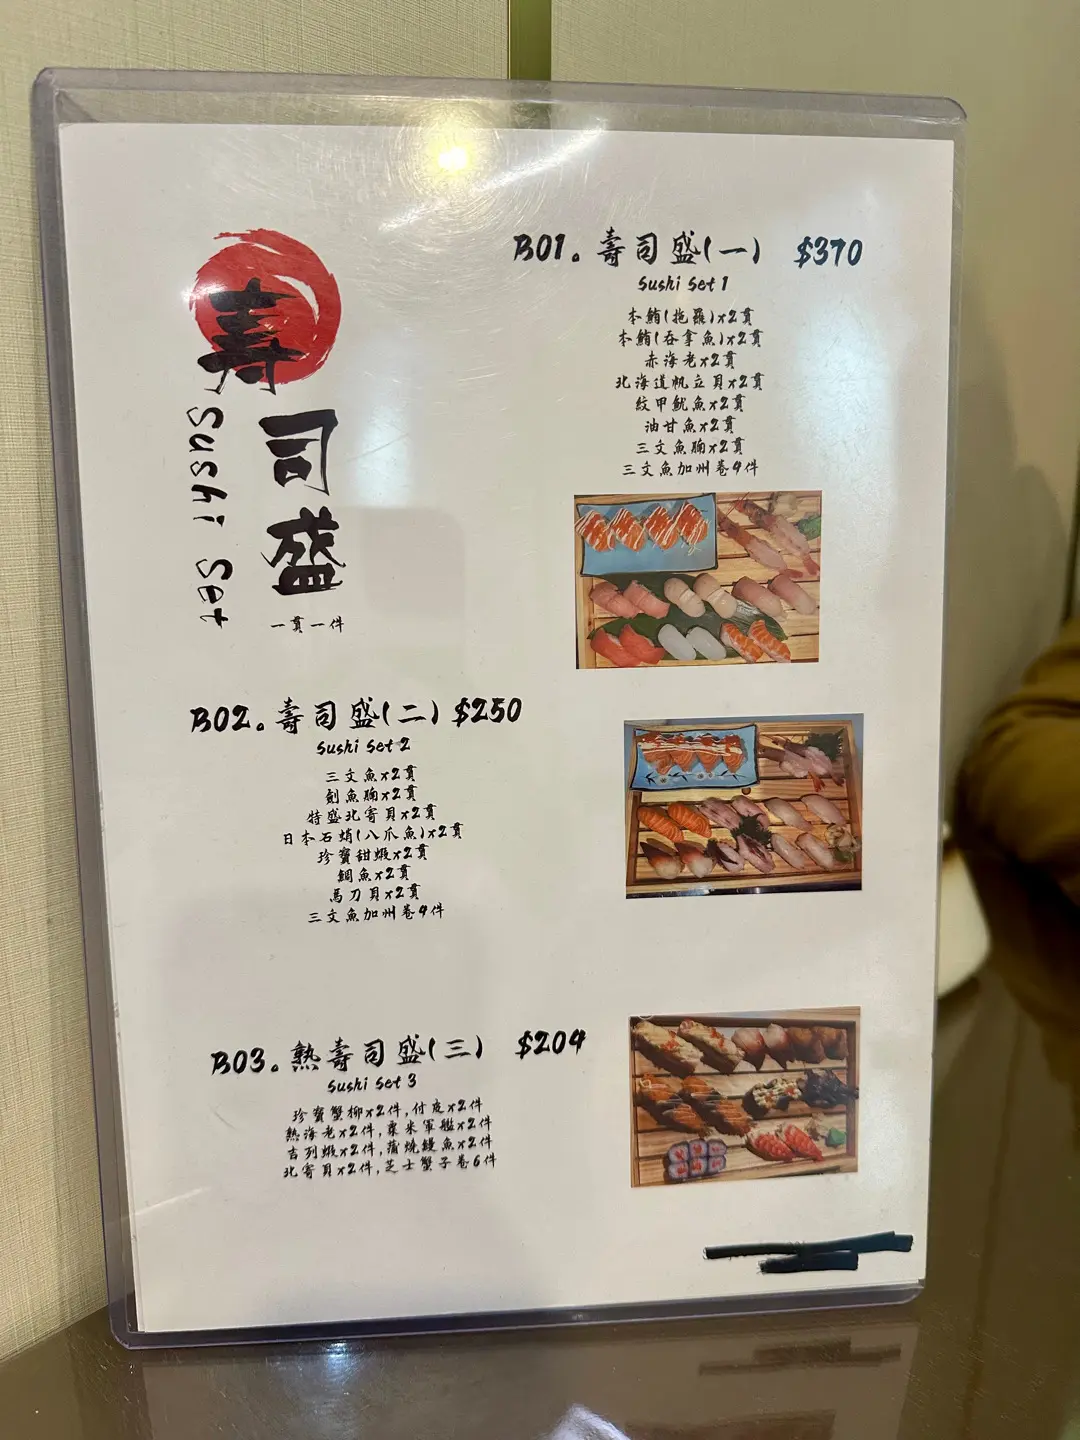 壽司盛
Sushi Set
一貫一件
B01。壽司盛(一) $370
Sushi Set 1
本鮪(拖羅)x2貫
本鮪(吞拿魚)x2貫
赤海老x2貫
北海道帆立貝x2貫
紋甲魷魚x2貫
油甘魚x2貫
三文魚腩x2貫
三文魚加州卷4件
B02。壽司盛(二) $250
Sushi Set 2
三文魚x2貫
劍魚腩x2貫
特盛北寄貝x2貫
日本石蛸(八爪魚)x2貫
珍寶甜蝦x2貫
鯛魚x2貫
馬刀貝x2貫
三文魚加州卷4件
B03。熟壽司盛(三) $204
Sushi Set 3
珍寶蟹柳x2件,付皮x2件
熟海老x2件,粟米軍艦x2件
吉列蝦x2件,蒲燒鰻魚x2件
北寄貝x2件,芝士蟹子卷6件